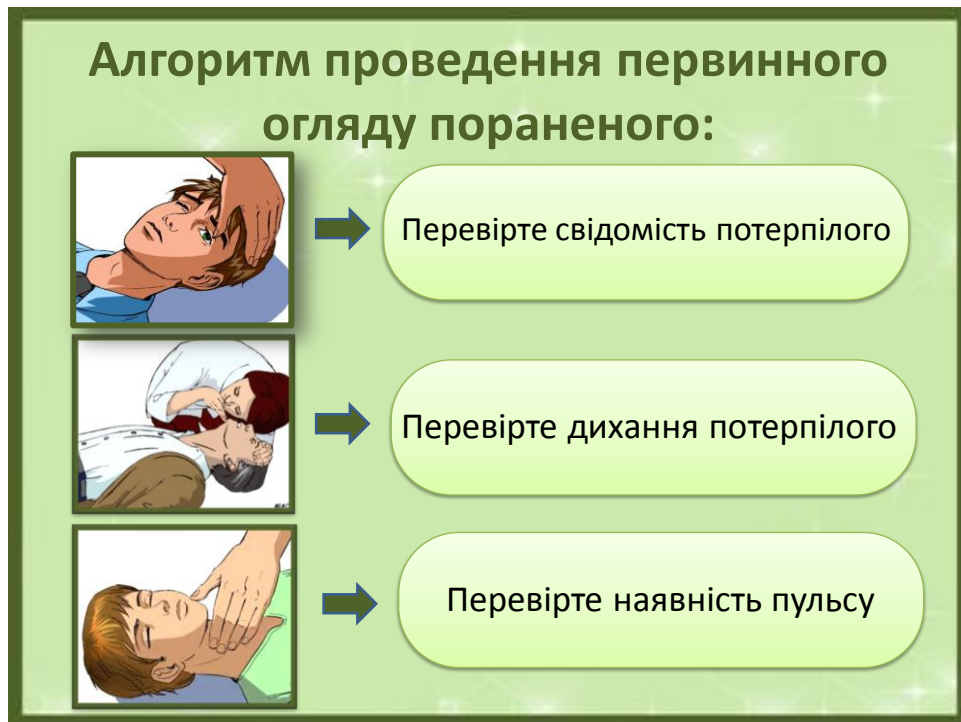 Алгоритм проведення первинного
огляду пораненого:
Перевірте свідомість потерпілого
Перевірте дихання потерпілого
Перевірте наявність пульсу